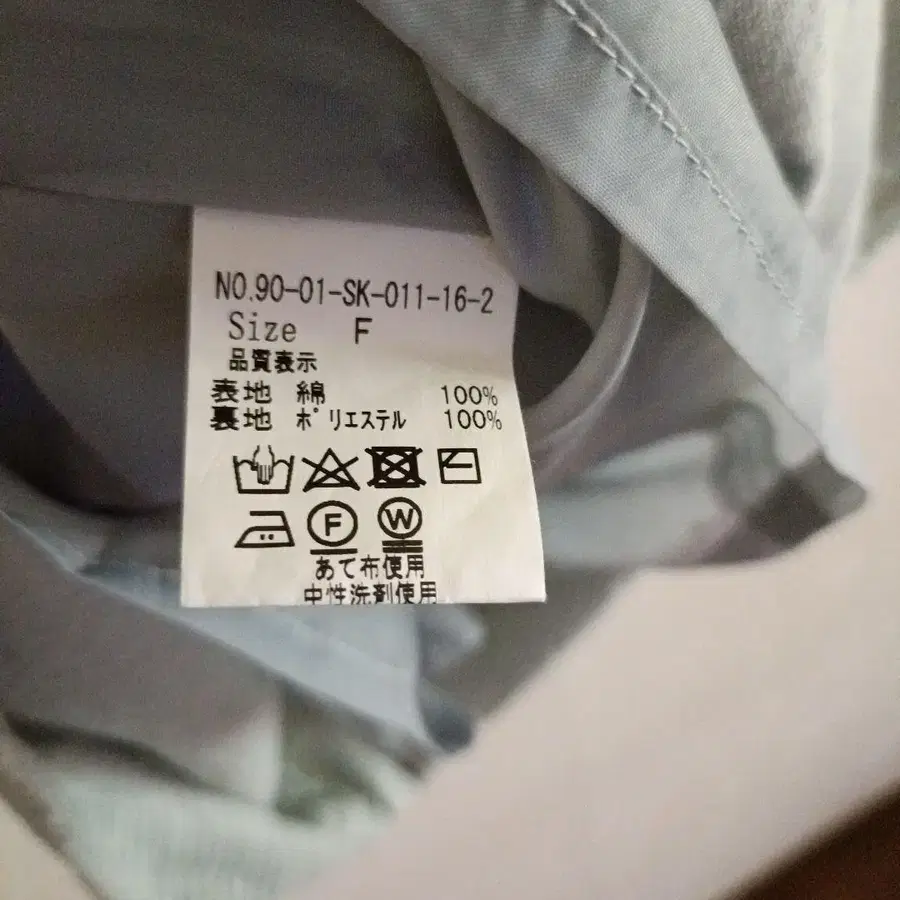 NO.90-01-SK-011-16-2
Size F
品質表示
表地 綿 100%
裏地 ポリエステル 100%
F W
あて布使用
中性洗剤使用